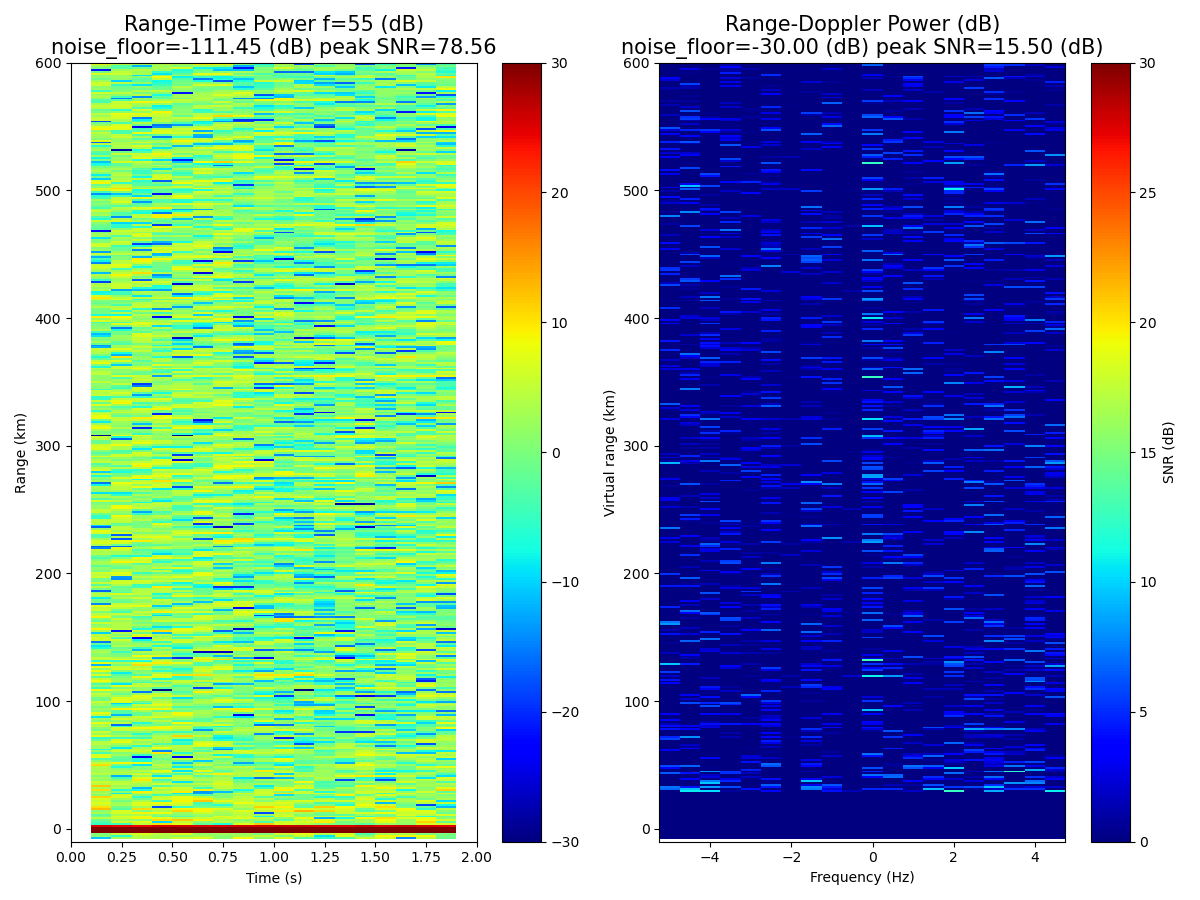 Range-Time Power f=55 (dB)
noise_floor=-111.45 (dB) peak SNR=78.56
600
500
400
300
200
100
0
Range (km)
0.00 0.25 0.50 0.75 1.00 1.25 1.50 1.75 2.00
Time (s)
30
20
10
0
−10
−20
−30
Range-Doppler Power (dB)
noise_floor=-30.00 (dB) peak SNR=15.50 (dB)
600
500
400
300
200
100
0
Virtual range (km)
−4 −2 0 2 4
Frequency (Hz)
30
25
20
15
10
5
0
SNR (dB)